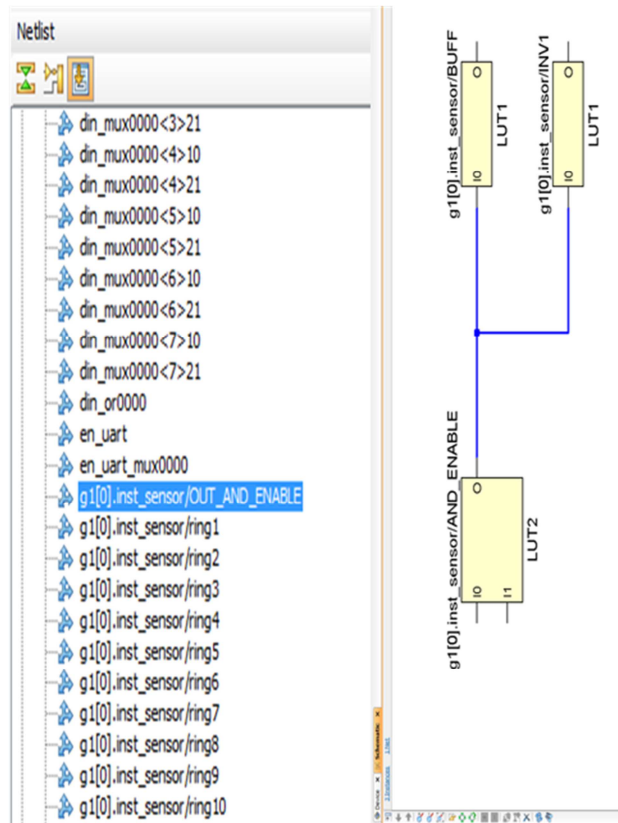 Netlist
din_mux0000<3>21
din_mux0000<4>10
din_mux0000<4>21
din_mux0000<5>10
din_mux0000<5>21
din_mux0000<6>10
din_mux0000<6>21
din_mux0000<7>10
din_mux0000<7>21
din_or0000
en_uart
en_uart_mux0000
g1[0].inst_sensor/OUT_AND_ENABLE
g1[0].inst_sensor/ring1
g1[0].inst_sensor/ring2
g1[0].inst_sensor/ring3
g1[0].inst_sensor/ring4
g1[0].inst_sensor/ring5
g1[0].inst_sensor/ring6
g1[0].inst_sensor/ring7
g1[0].inst_sensor/ring8
g1[0].inst_sensor/ring9
g1[0].inst_sensor/ring10
g1[0].inst_sensor/BUFF
I0
O
LUT1
g1[0].inst_sensor/INV1
I0
O
LUT1
g1[0].inst_sensor/AND_ENABLE
I0
I1
O
LUT2
Device
Schematic